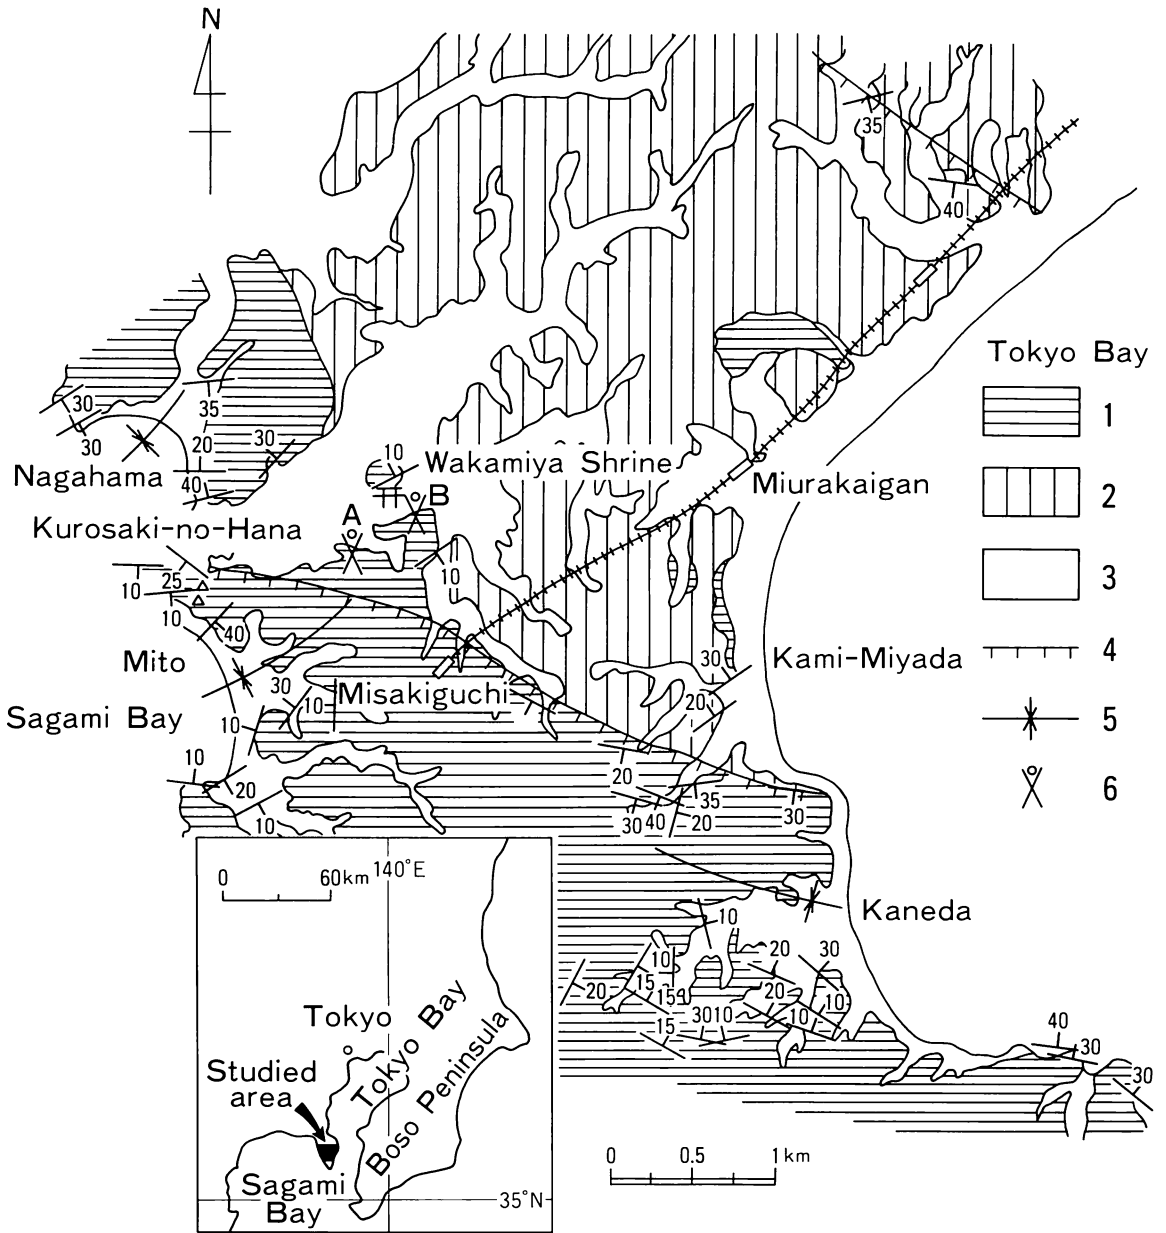 N
35
40
Tokyo Bay
1
30
35
30
20
30
10
Wakamiya Shrine
Nagahama
40
B
Miurakaigan
2
A
Kurosaki-no-Hana
10
25
10
3
10
40
30
Kami-Miyada
4
Mito
30
10
Misakiguchi
20
Sagami Bay
10
5
10
20
20
35
6
10
30
40
20
30
0
60km
140°E
Kaneda
10
10
20
30
20
15
15
20
10
10
30
10
15
Tokyo
Tokyo Bay
Boso Peninsula
40
30
30
Studied
area
0
0.5
1km
Sagami
Bay
35°N